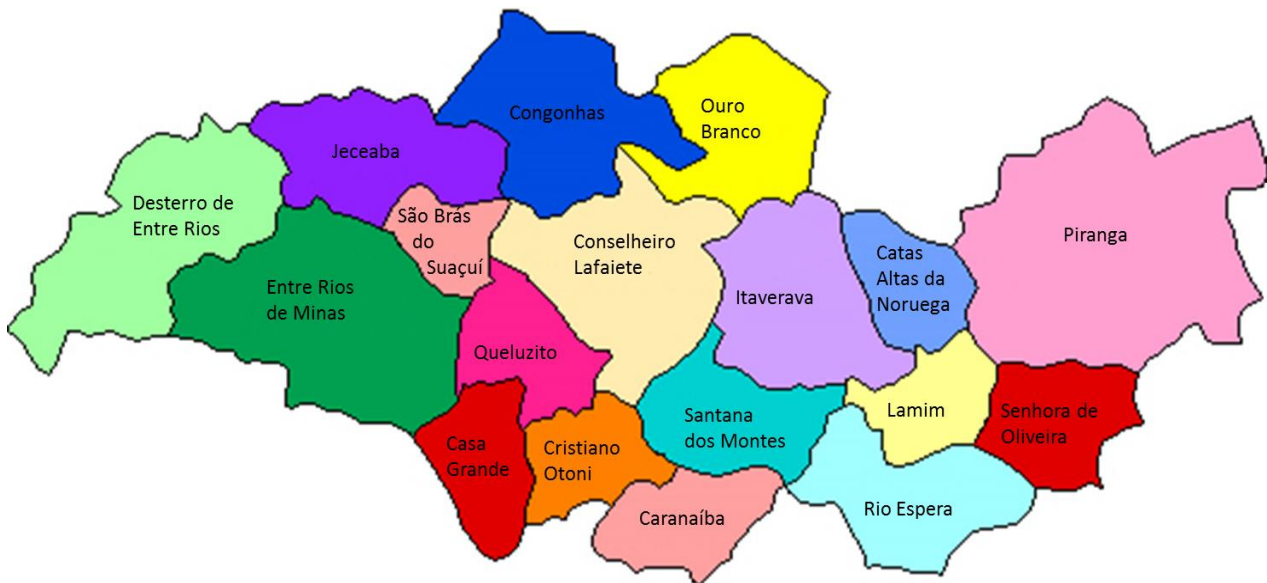 Congonhas
Ouro
Branco
Jeceaba
Desterro de
Entre Rios
São Brás
do
Suaçuí
Conselheiro
Lafaiete
Piranga
Catas
Altas da
Noruega
Itaverava
Entre Rios
de Minas
Queluzito
Santana
dos Montes
Lamim
Senhora de
Oliveira
Casa
Grande
Cristiano
Otoni
Caranaíba
Rio Espera